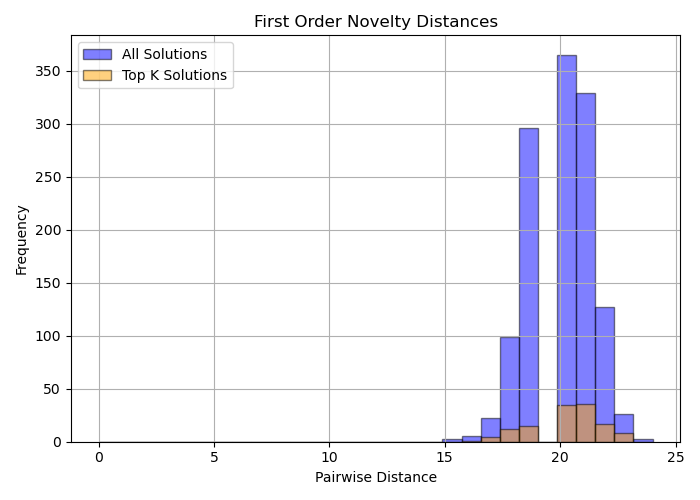 First Order Novelty Distances
All Solutions
Top K Solutions
Frequency
350
300
250
200
150
100
50
0
0 5 10 15 20 25
Pairwise Distance